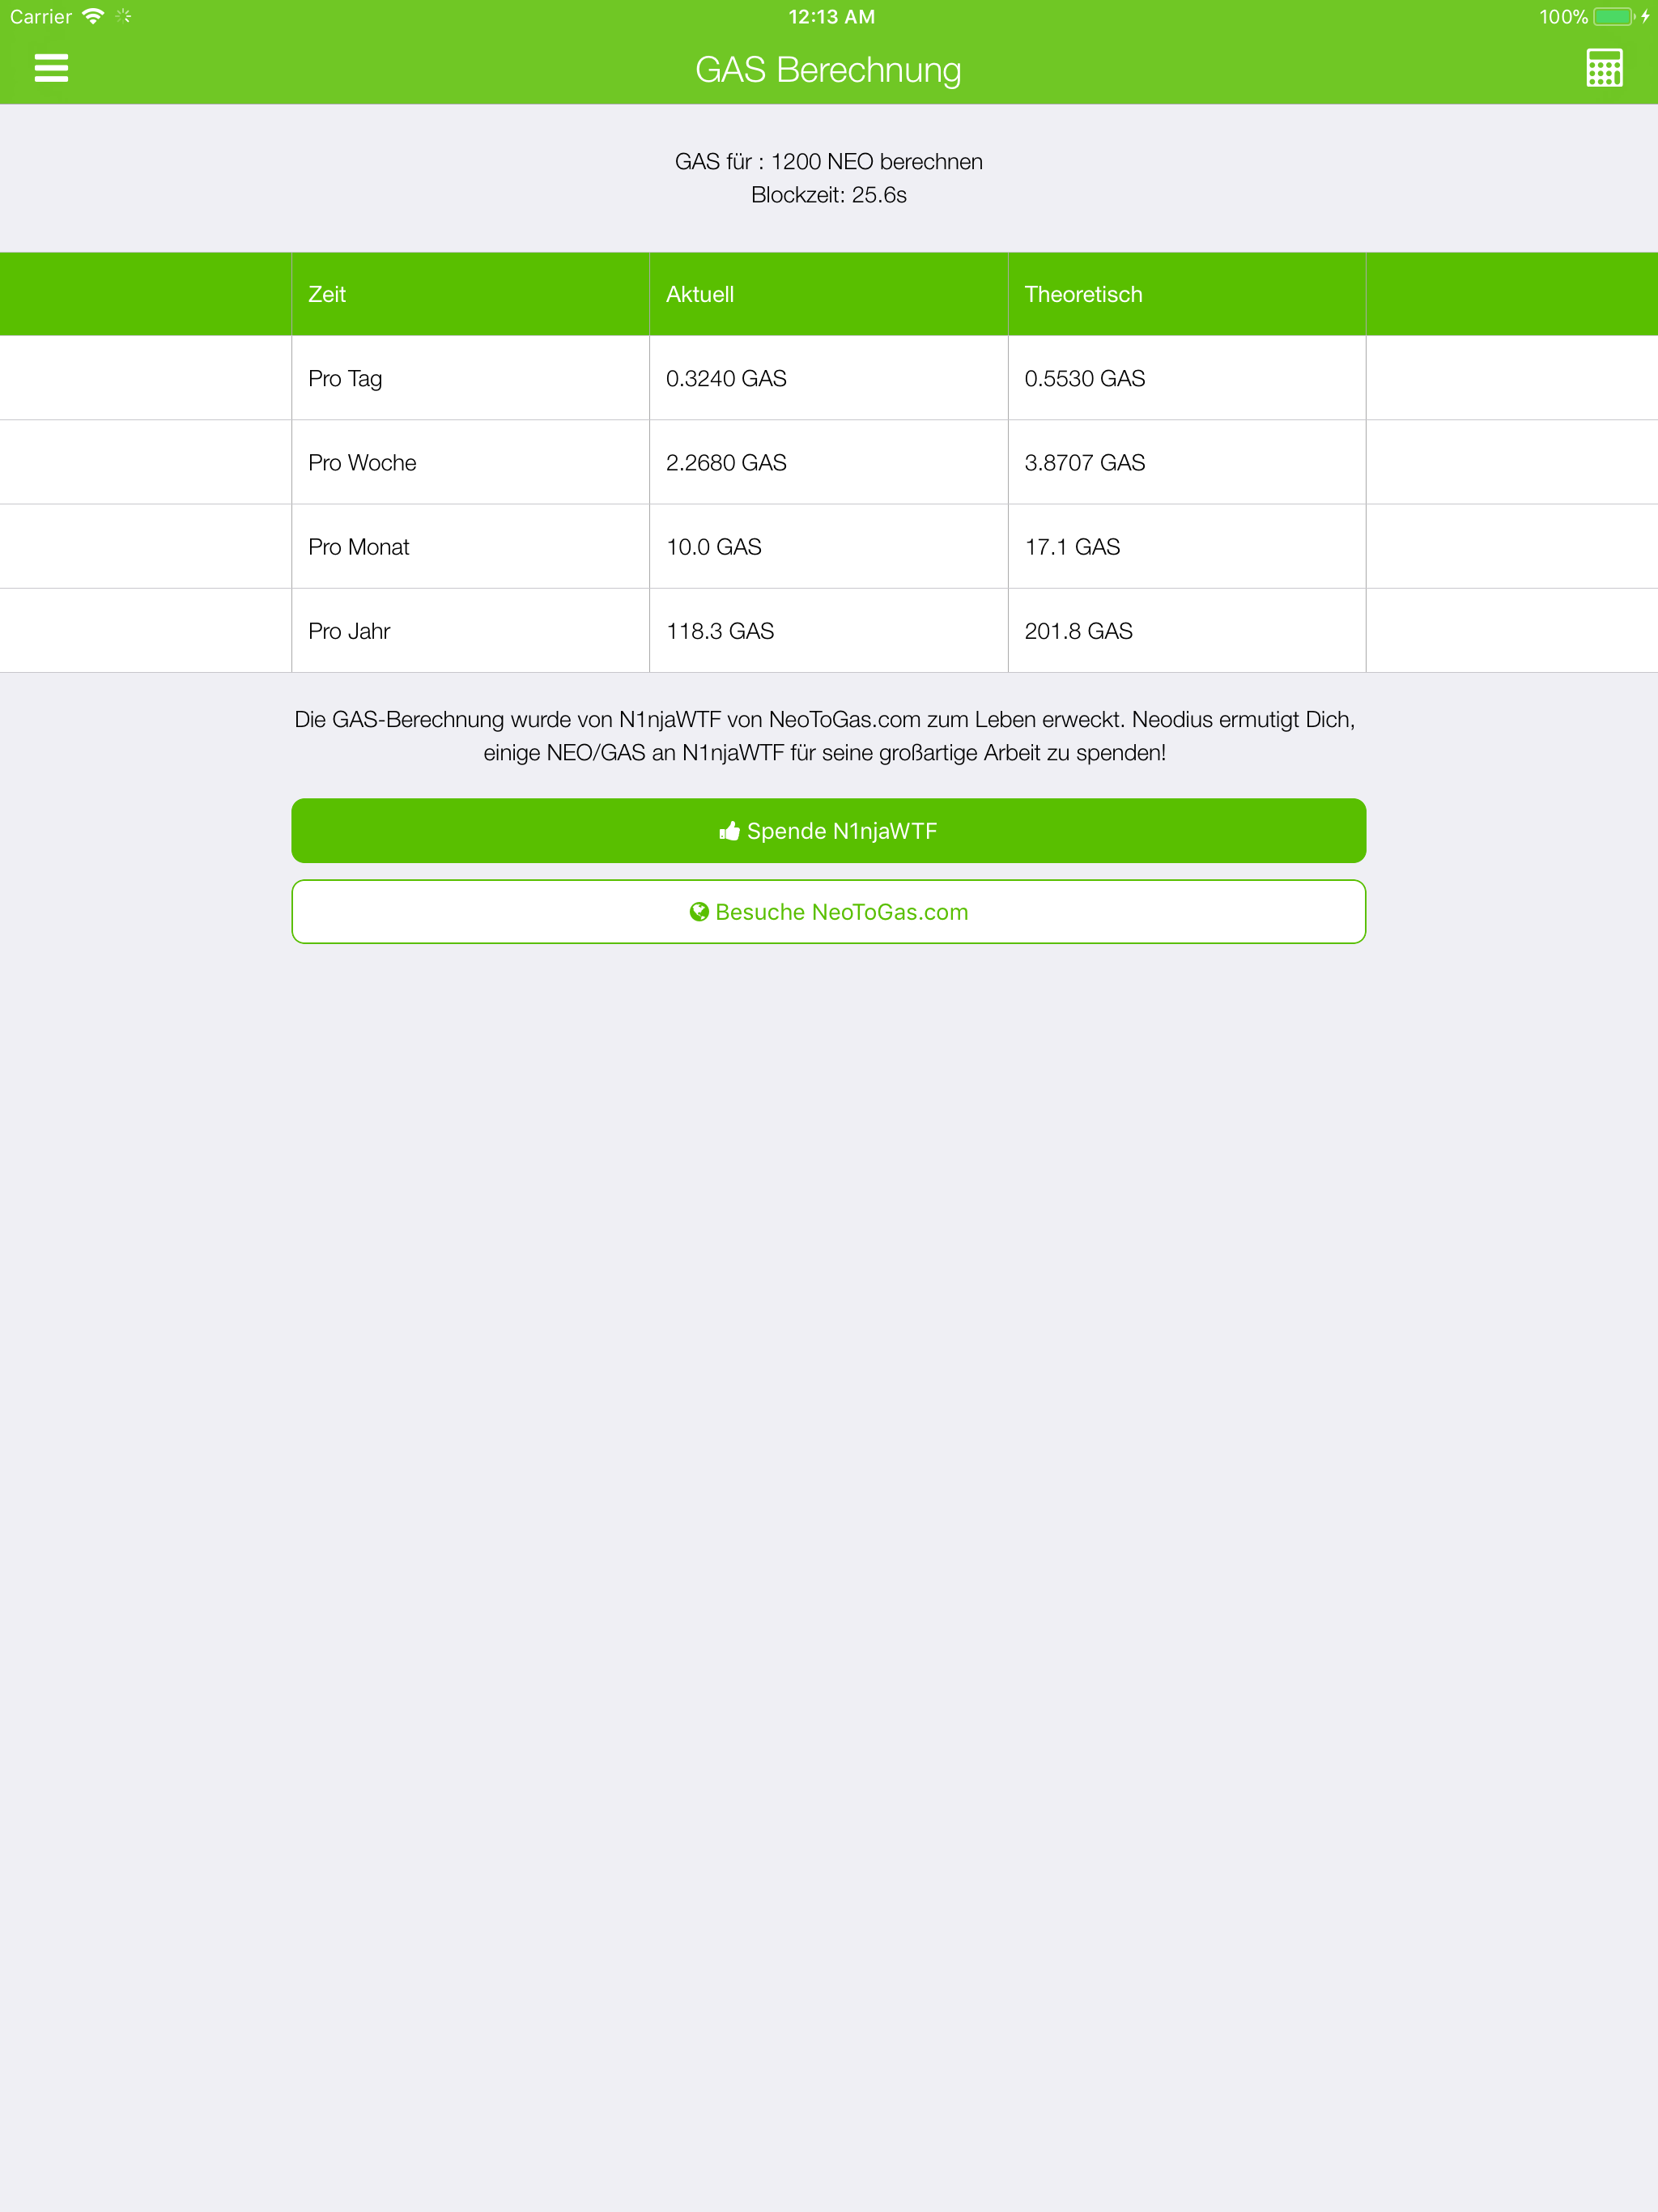 Carrier 12:13 AM 100%
GAS Berechnung
GAS für : 1200 NEO berechnen
Blockzeit: 25.6s
Zeit Aktuell Theoretisch
Pro Tag 0.3240 GAS 0.5530 GAS
Pro Woche 2.2680 GAS 3.8707 GAS
Pro Monat 10.0 GAS 17.1 GAS
Pro Jahr 118.3 GAS 201.8 GAS
Die GAS-Berechnung wurde von N1njaWTF von NeoToGas.com zum Leben erweckt. Neodius ermutigt Dich,
einige NEO/GAS an N1njaWTF für seine großartige Arbeit zu spenden!
Spende N1njaWTF
Besuche NeoToGas.com